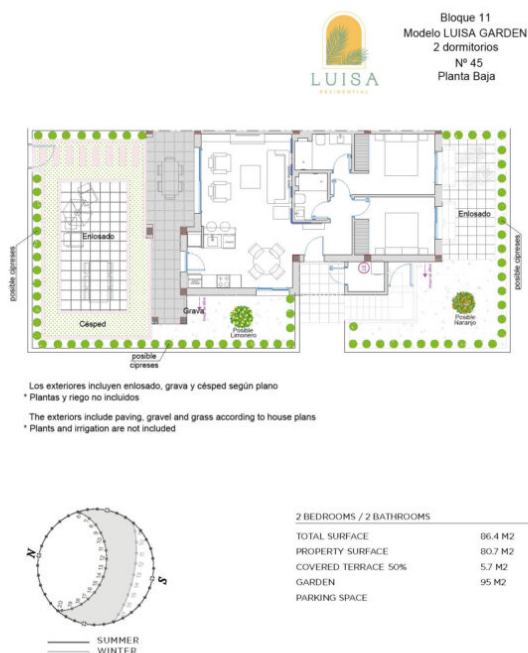 Bloque 11
Modelo LUISA GARDEN
2 dormitorios
Nº 45
Planta Baja
LUISA
RESIDENTIAL
Enlosado
Enlosado
posible cipreses
posible cipreses
Grava
Posible
Limonero
Posible
Naranjo
Césped
posible
cipreses
Los exteriores incluyen enlosado, grava y césped según plano
* Plantas y riego no incluidos
The exteriors include paving, gravel and grass according to house plans
* Plants and irrigation are not included
N
S
SUMMER
WINTER
2 BEDROOMS / 2 BATHROOMS
TOTAL SURFACE 86.4 M2
PROPERTY SURFACE 80.7 M2
COVERED TERRACE 50% 5.7 M2
GARDEN 95 M2
PARKING SPACE